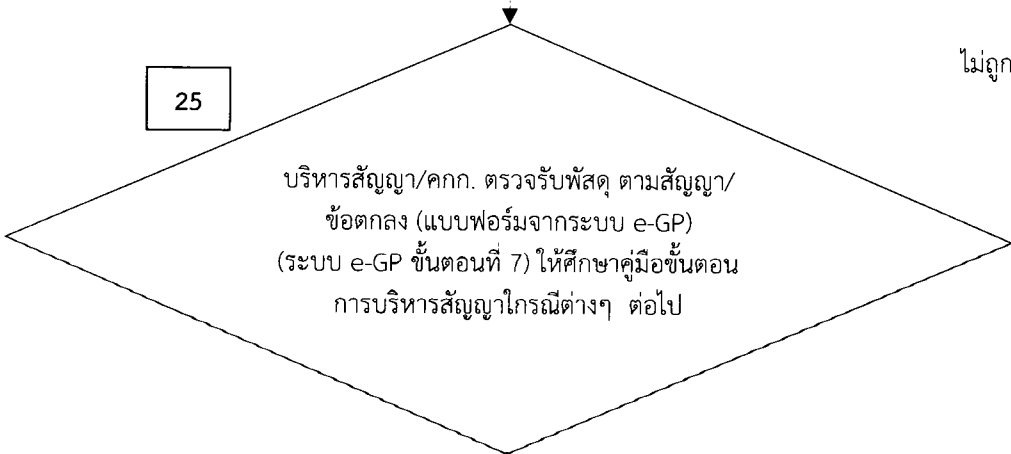 ไม่ถูก
25
บริหารสัญญา/คกก. ตรวจรับพัสดุ ตามสัญญา/
ข้อตกลง (แบบฟอร์มจากระบบ e-GP)
(ระบบ e-GP ขั้นตอนที่ 7) ให้ศึกษาคู่มือขั้นตอน
การบริหารสัญญาใกรณีต่างๆ ต่อไป